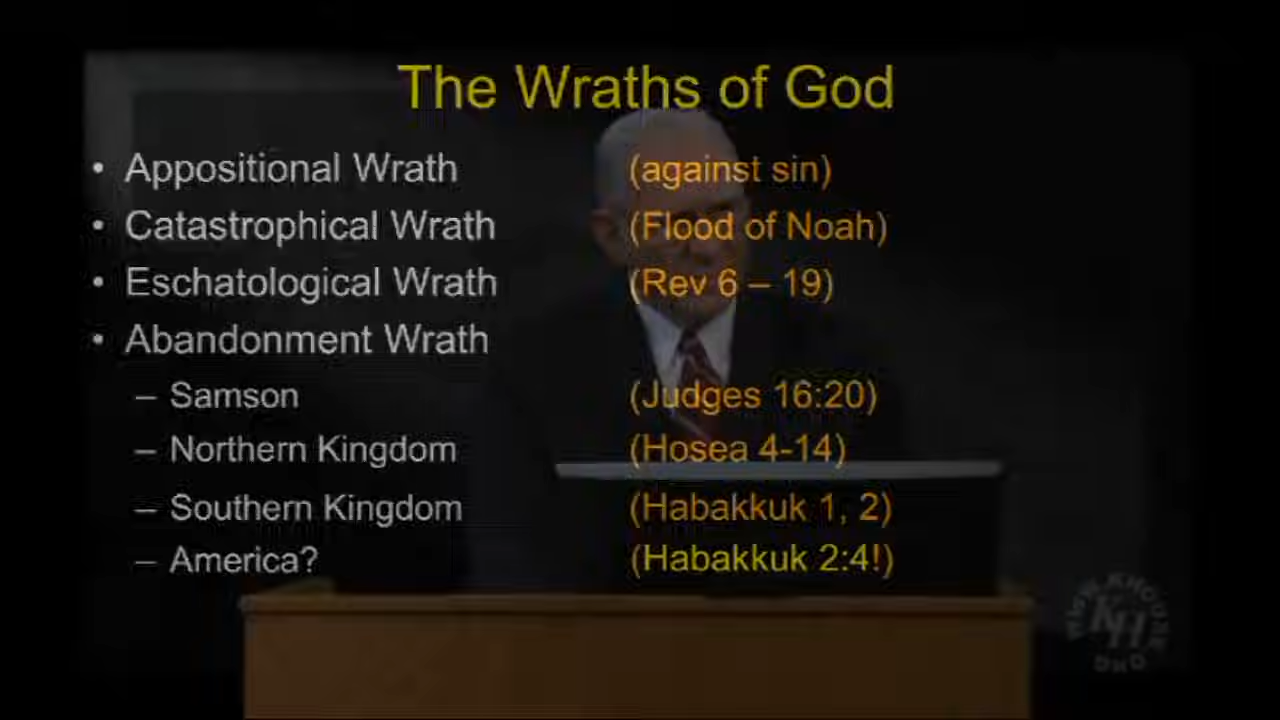 The Wraths of God
• Appositional Wrath (against sin)
• Catastrophical Wrath (Flood of Noah)
• Eschatological Wrath (Rev 6 – 19)
• Abandonment Wrath
– Samson (Judges 16:20)
– Northern Kingdom (Hosea 4-14)
– Southern Kingdom (Habakkuk 1, 2)
– America? (Habakkuk 2:4!)
KH